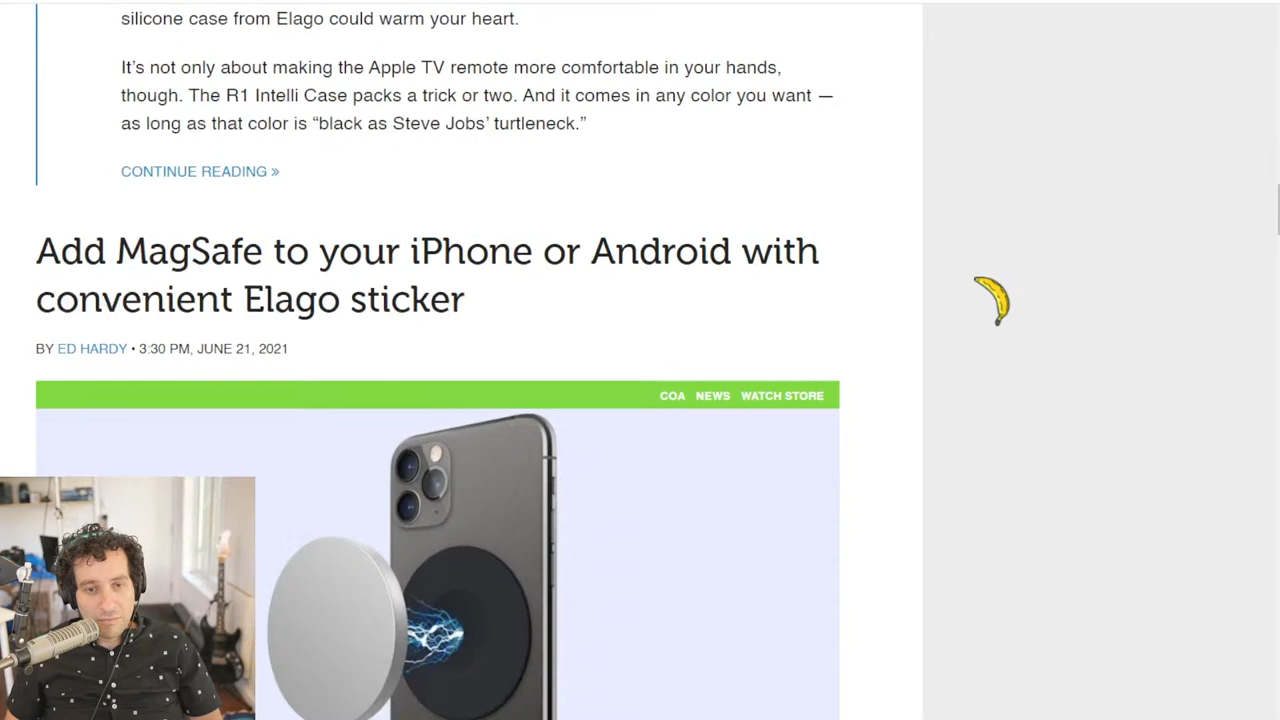 silicone case from Elago could warm your heart.
It’s not only about making the Apple TV remote more comfortable in your hands,
though. The R1 Intelli Case packs a trick or two. And it comes in any color you want —
as long as that color is “black as Steve Jobs’ turtleneck.”
CONTINUE READING »
Add MagSafe to your iPhone or Android with
convenient Elago sticker
BY ED HARDY • 3:30 PM, JUNE 21, 2021
COA NEWS WATCH STORE